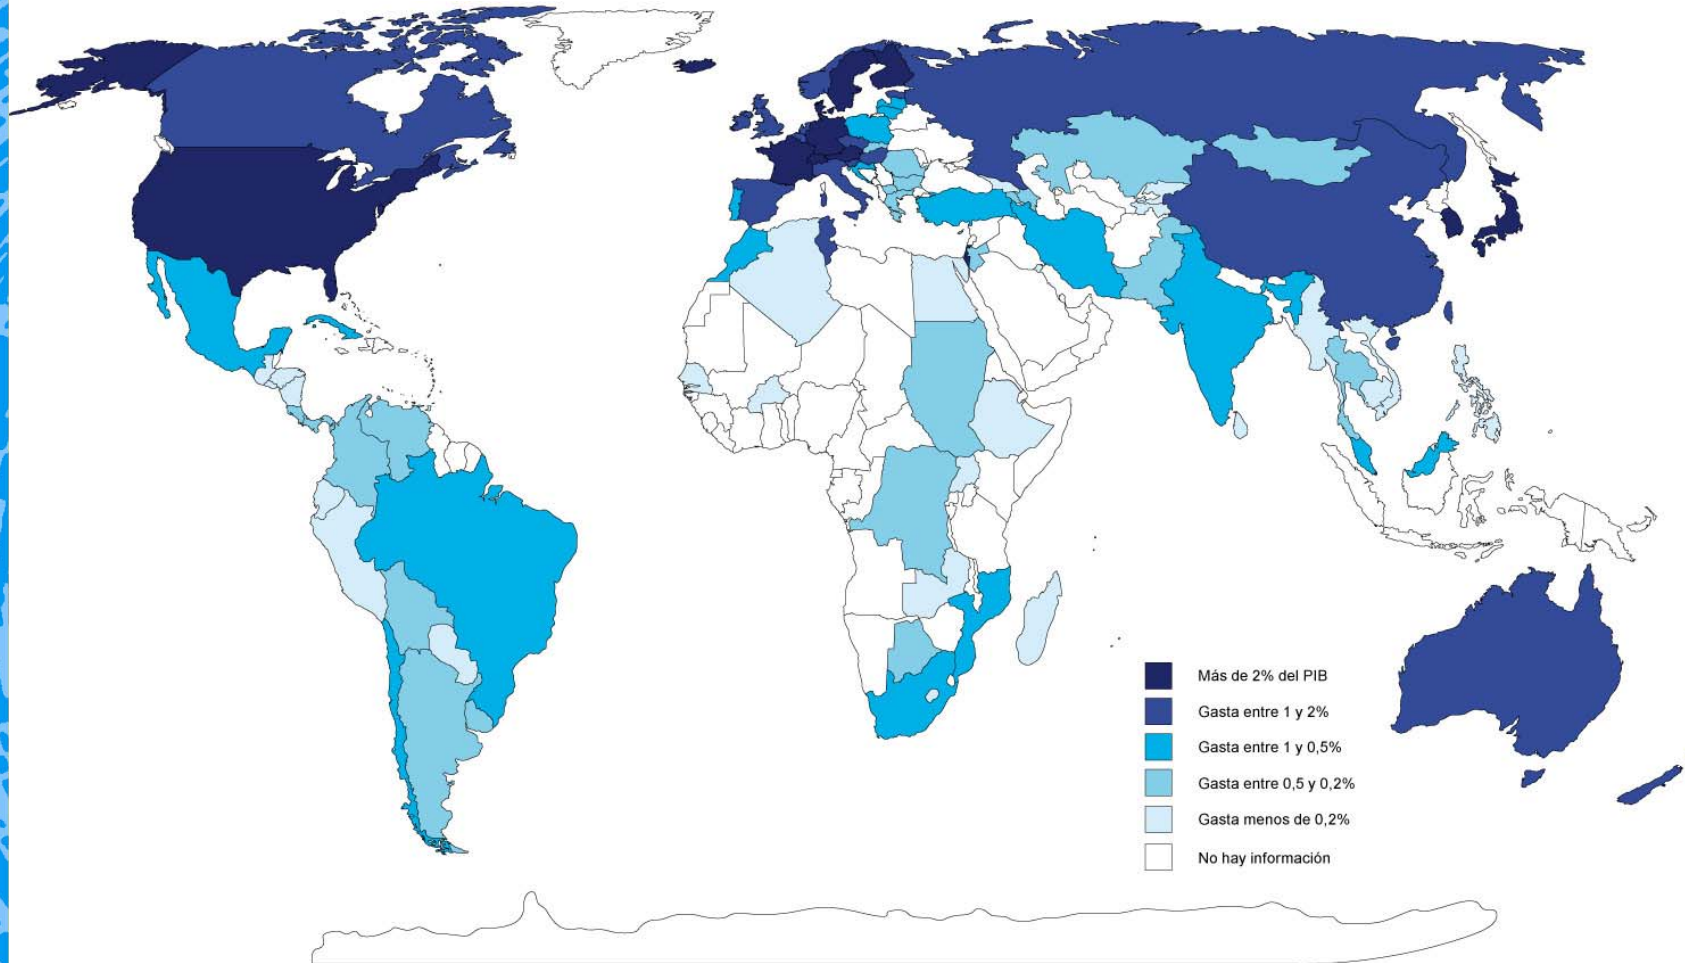 Más de 2% del PIB
Gasta entre 1 y 2%
Gasta entre 1 y 0,5%
Gasta entre 0,5 y 0,2%
Gasta menos de 0,2%
No hay información